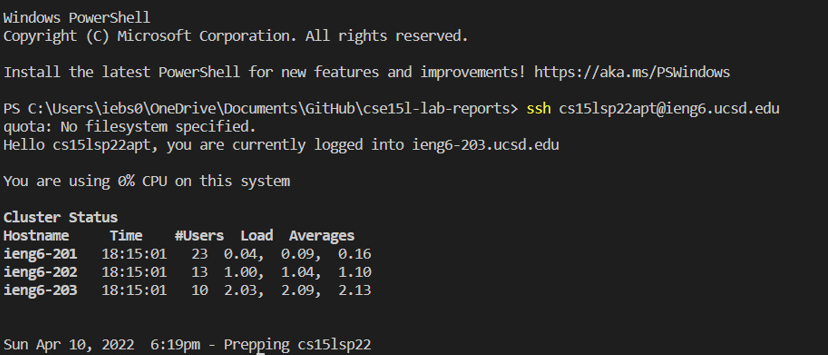 Windows PowerShell
Copyright (C) Microsoft Corporation. All rights reserved.
Install the latest PowerShell for new features and improvements! https://aka.ms/PSWindows
PS C:\Users\iebs0\OneDrive\Documents\GitHub\cse15l-lab-reports> ssh cs15lsp22apt@ieng6.ucsd.edu
quota: No filesystem specified.
Hello cs15lsp22apt, you are currently logged into ieng6-203.ucsd.edu
You are using 0% CPU on this system
Cluster Status
Hostname     Time    #Users  Load  Averages
ieng6-201   18:15:01   23  0.04,  0.09,  0.16
ieng6-202   18:15:01   13  1.00,  1.04,  1.10
ieng6-203   18:15:01   10  2.03,  2.09,  2.13
Sun Apr 10, 2022  6:19pm - Prepping cs15lsp22